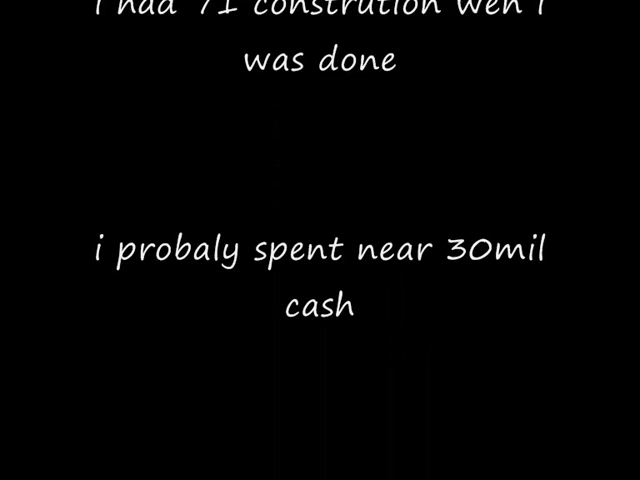 i had 71 constrution wen i
was done
i probaly spent near 30mil
cash